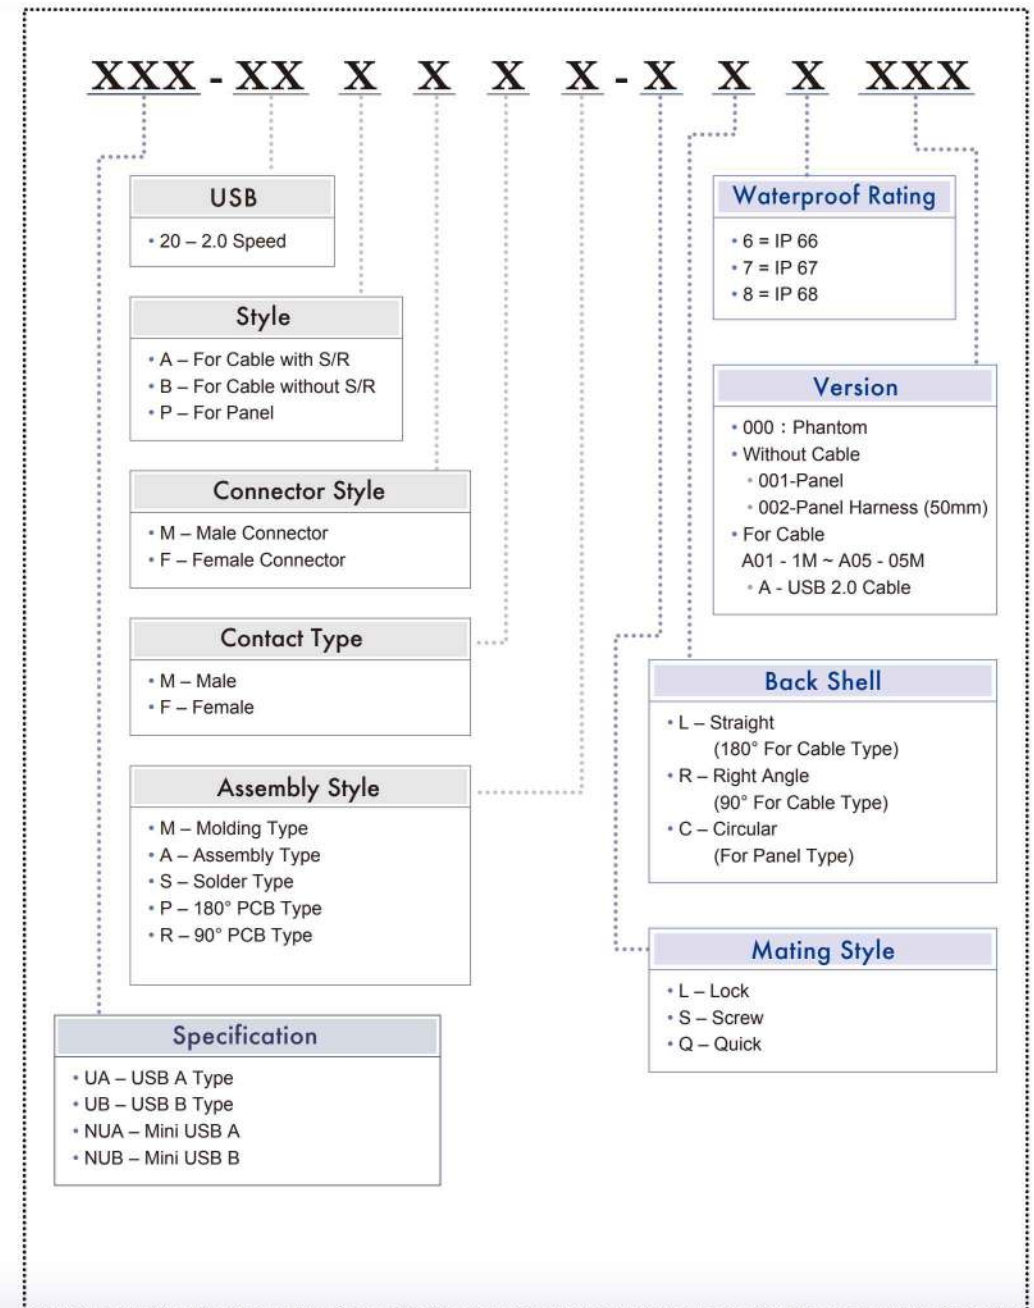 XXX - XX X X X X - X X X XXX
USB
• 20 – 2.0 Speed
Style
• A – For Cable with S/R
• B – For Cable without S/R
• P – For Panel
Connector Style
• M – Male Connector
• F – Female Connector
Contact Type
• M – Male
• F – Female
Assembly Style
• M – Molding Type
• A – Assembly Type
• S – Solder Type
• P – 180° PCB Type
• R – 90° PCB Type
Specification
• UA – USB A Type
• UB – USB B Type
• NUA – Mini USB A
• NUB – Mini USB B
Waterproof Rating
• 6 = IP 66
• 7 = IP 67
• 8 = IP 68
Version
• 000 : Phantom
• Without Cable
• 001-Panel
• 002-Panel Harness (50mm)
• For Cable
A01 - 1M ~ A05 - 05M
• A - USB 2.0 Cable
Back Shell
• L – Straight
(180° For Cable Type)
• R – Right Angle
(90° For Cable Type)
• C – Circular
(For Panel Type)
Mating Style
• L – Lock
• S – Screw
• Q – Quick